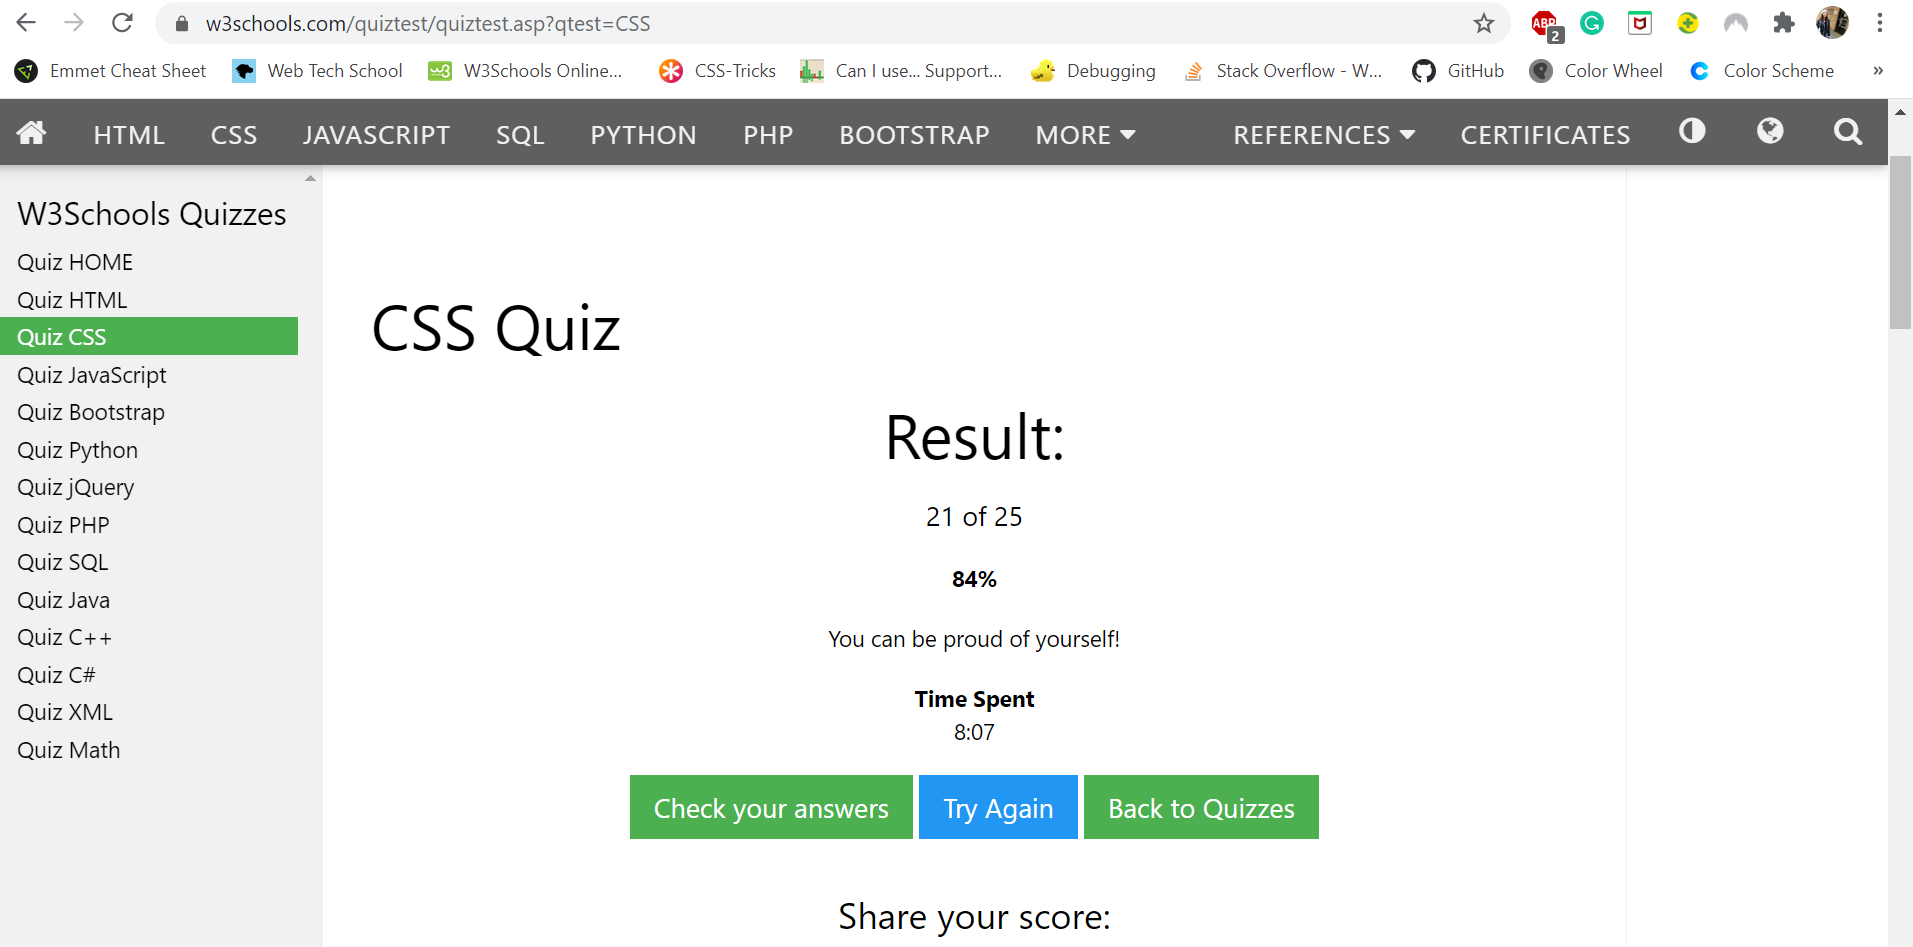 w3schools.com/quiztest/quiztest.asp?qtest=CSS
ABP
2
Emmet Cheat Sheet Web Tech School W3Schools Online... CSS-Tricks Can I use... Support... Debugging Stack Overflow - W... GitHub Color Wheel Color Scheme »
HTML CSS JAVASCRIPT SQL PYTHON PHP BOOTSTRAP MORE REFERENCES CERTIFICATES
W3Schools Quizzes
Quiz HOME
Quiz HTML
Quiz CSS
Quiz JavaScript
Quiz Bootstrap
Quiz Python
Quiz jQuery
Quiz PHP
Quiz SQL
Quiz Java
Quiz C++
Quiz C#
Quiz XML
Quiz Math
CSS Quiz
Result:
21 of 25
84%
You can be proud of yourself!
Time Spent
8:07
Check your answers Try Again Back to Quizzes
Share your score: